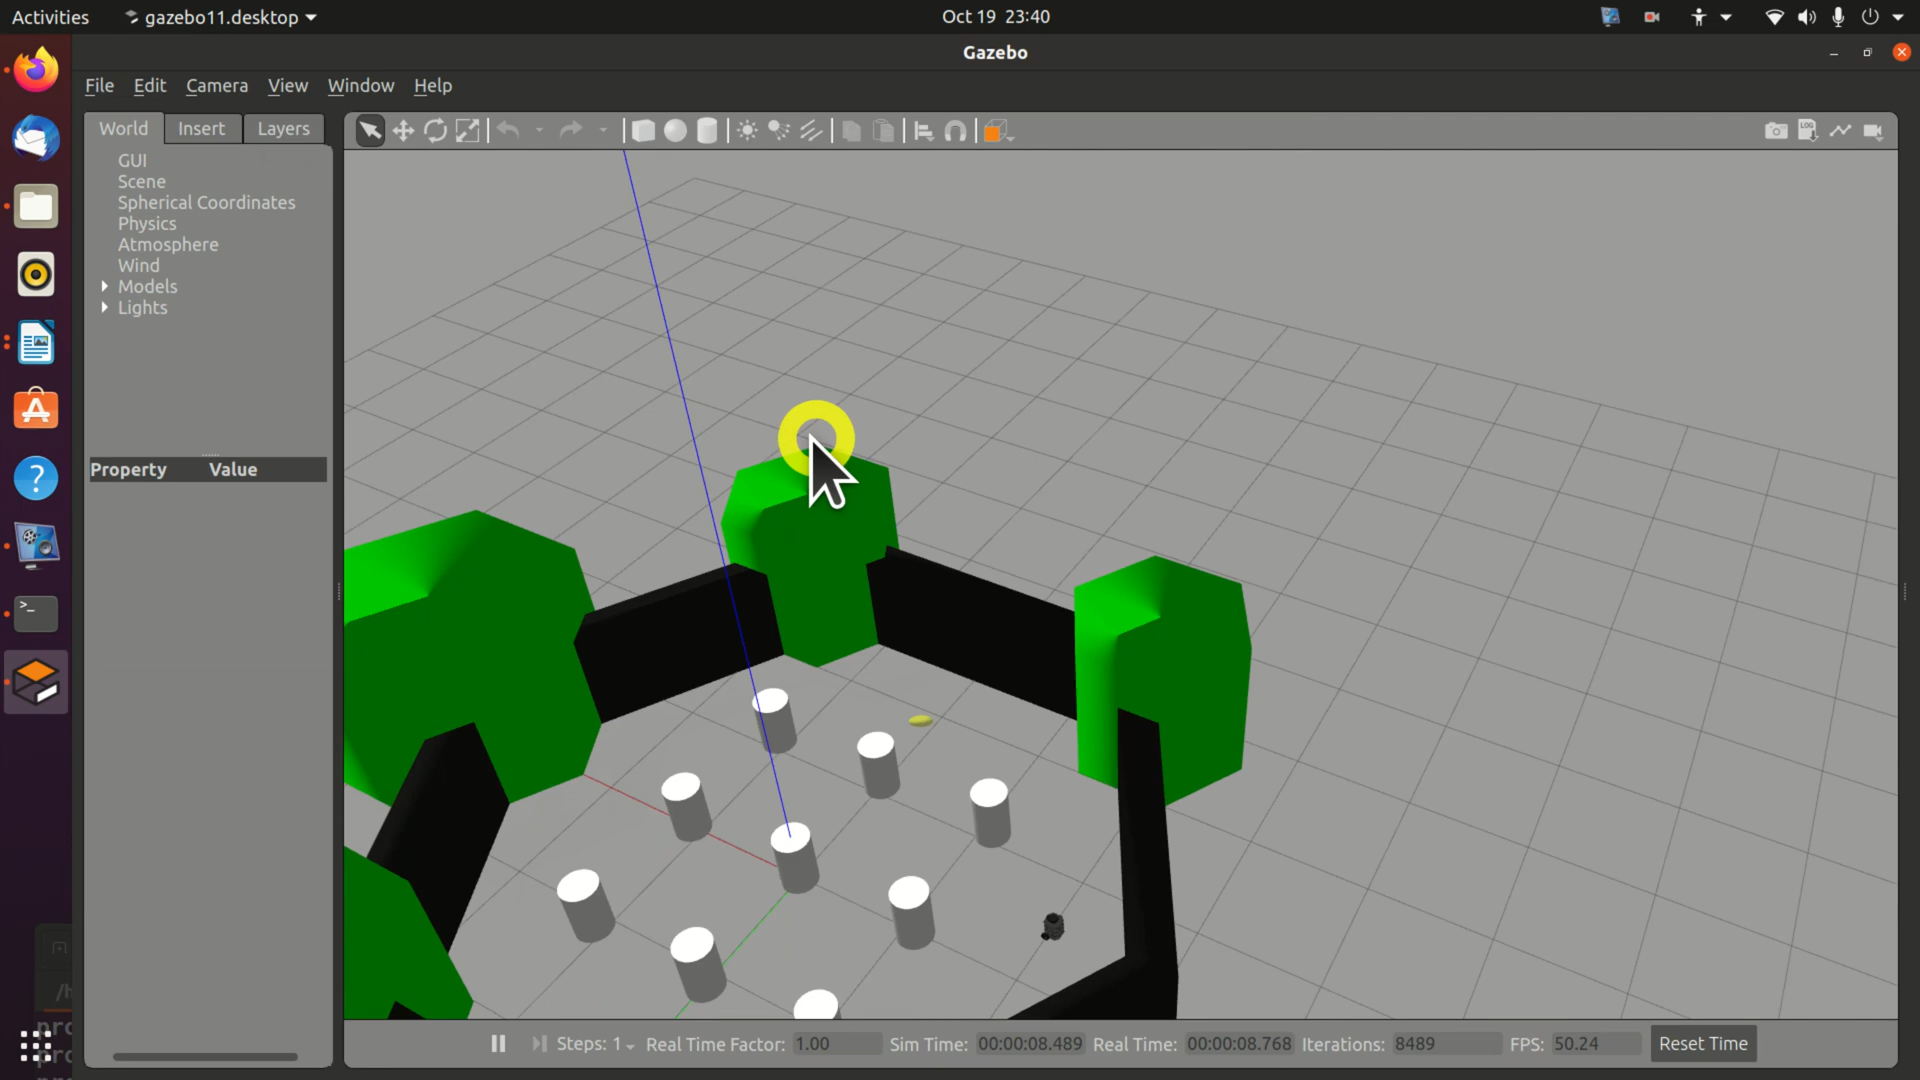 Activities
gazebo11.desktop
Oct 19 23:40
Gazebo
File Edit Camera View Window Help
World Insert Layers
GUI
Scene
Spherical Coordinates
Physics
Atmosphere
Wind
Models
Lights
Property Value
LOG
Steps: 1 Real Time Factor: 1.00 Sim Time: 00:00:08.489 Real Time: 00:00:08.768 Iterations: 8489 FPS: 50.24 Reset Time